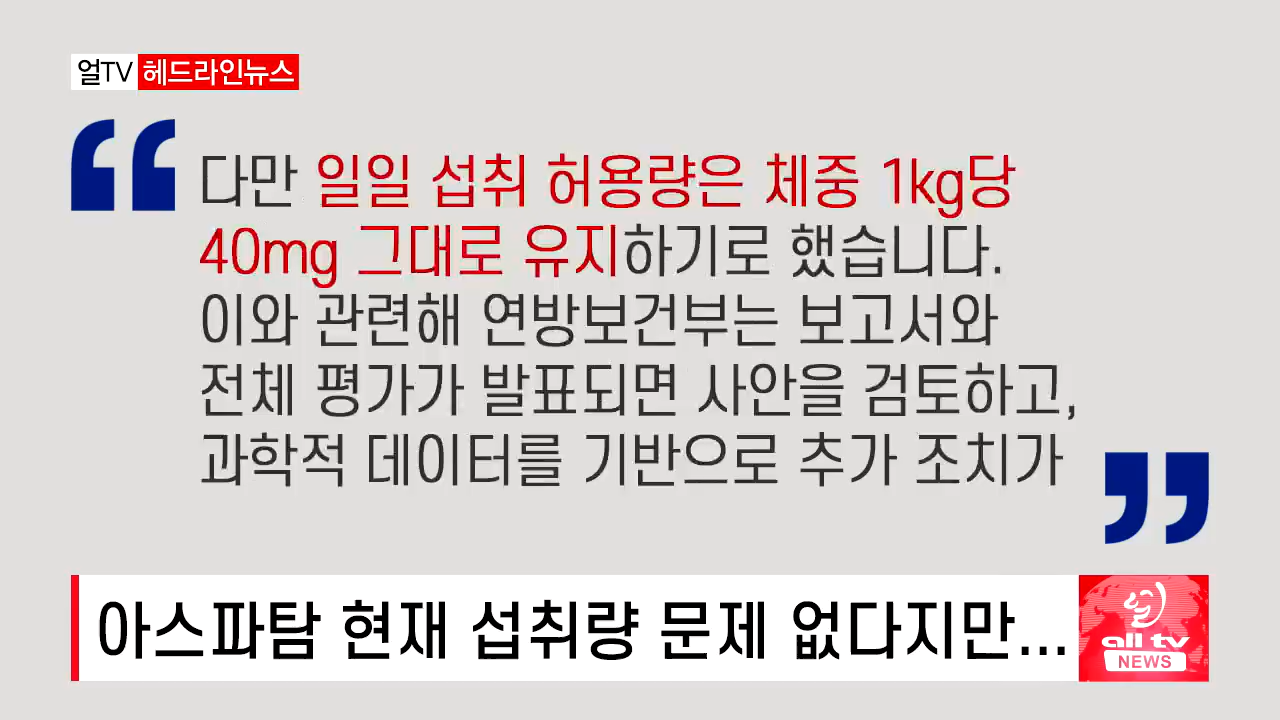 얼TV 헤드라인뉴스
다만 일일 섭취 허용량은 체중 1kg당
40mg 그대로 유지하기로 했습니다.
이와 관련해 연방보건부는 보고서와
전체 평가가 발표되면 사안을 검토하고,
과학적 데이터를 기반으로 추가 조치가
아스파탐 현재 섭취량 문제 없다지만...
all tv
NEWS